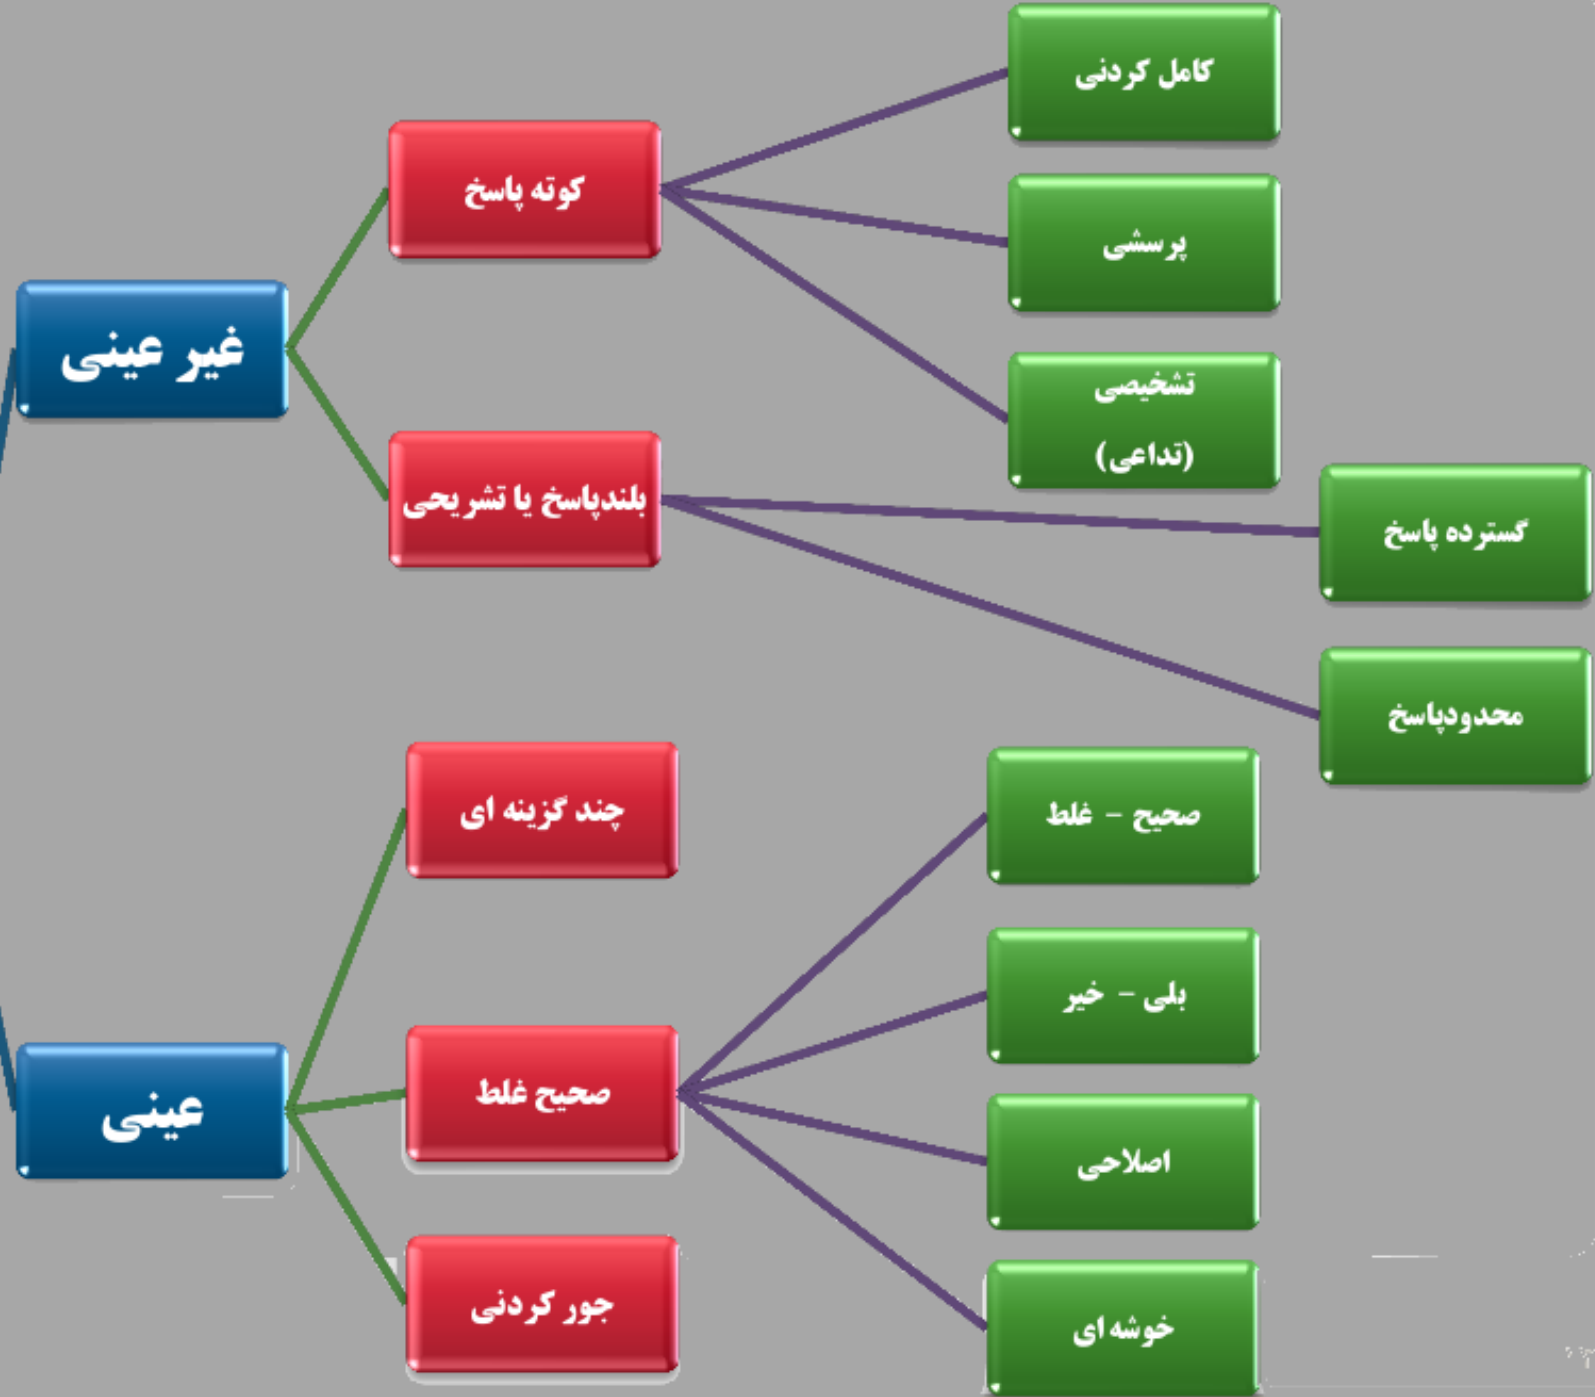 غیر عینی
کوته پاسخ
کامل کردنی
پرسشی
تشخیصی
(تداعی)
بلندپاسخ یا تشریحی
گسترده پاسخ
محدودپاسخ
عینی
چند گزینه ای
صحیح غلط
صحیح - غلط
بلی - خیر
اصلاحی
خوشه ای
جور کردنی